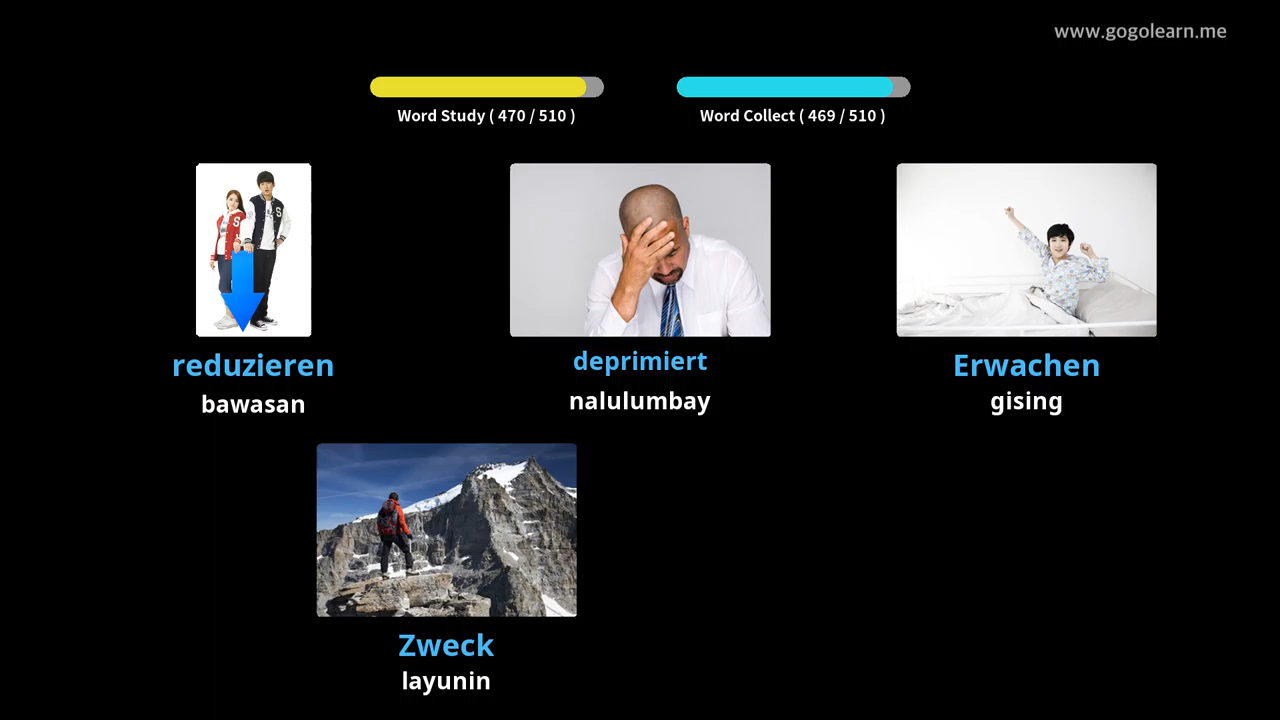 www.gogolearn.me
Word Study ( 470 / 510 )
Word Collect ( 469 / 510 )
S
S
reduzieren
bawasan
deprimiert
nalulumbay
Erwachen
gising
Zweck
layunin